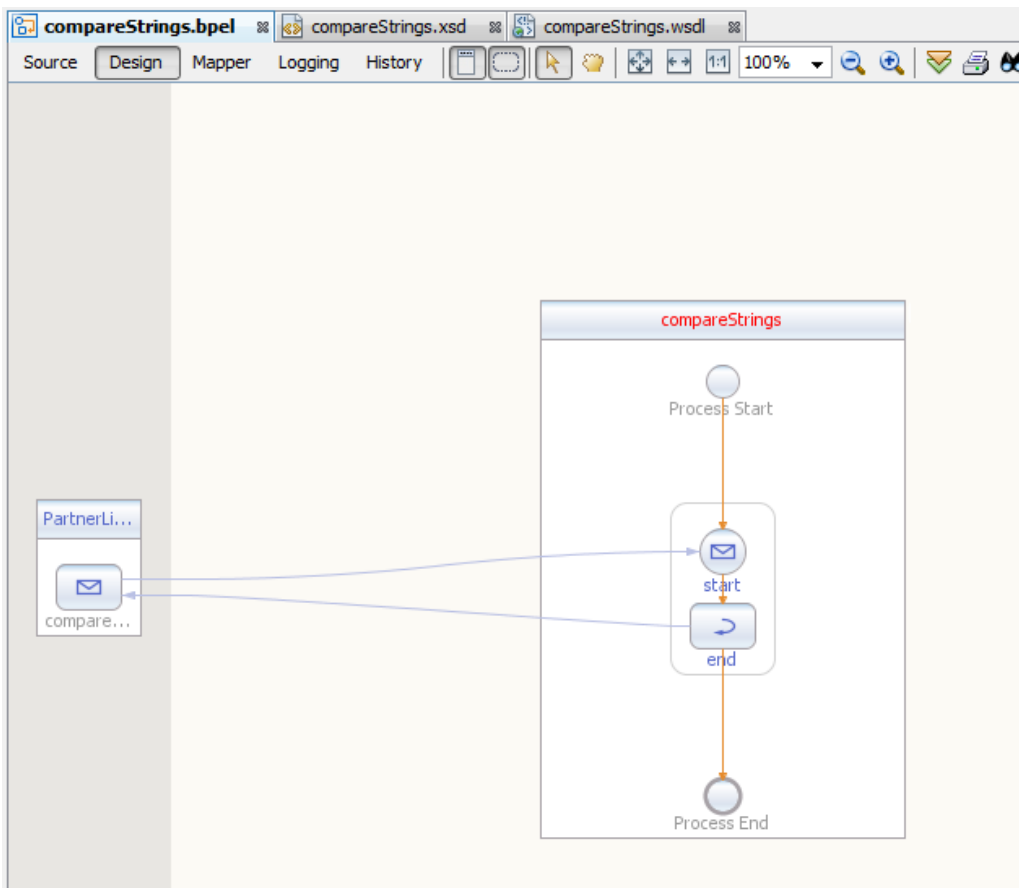 compareStrings.bpel compareStrings.xsd compareStrings.wsdl
Source Design Mapper Logging History 1:1 100%
compareStrings
Process Start
PartnerLi...
start
compare...
end
Process End